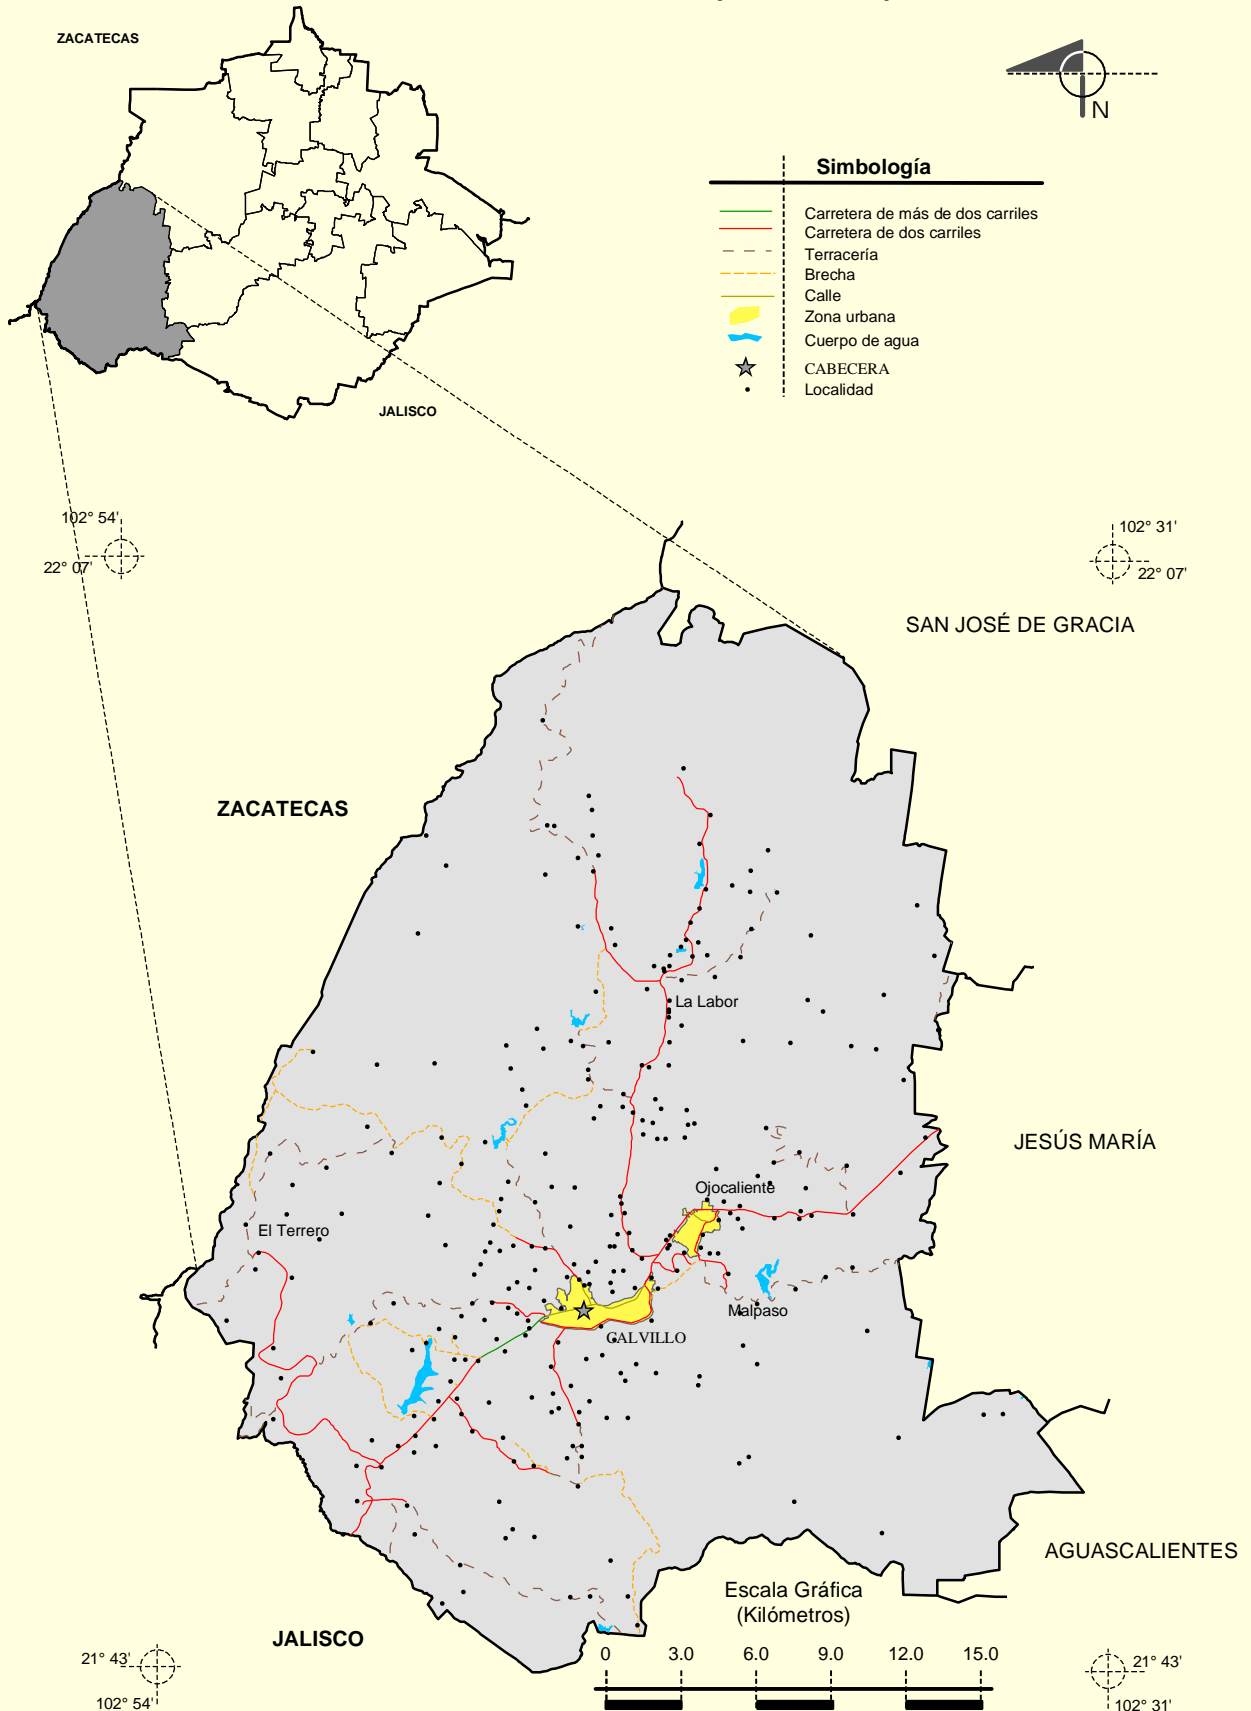 ZACATECAS
N
Simbología
Carretera de más de dos carriles
Carretera de dos carriles
Terracería
Brecha
Calle
Zona urbana
Cuerpo de agua
CABECERA
Localidad
JALISCO
102° 54'
22° 07'
102° 31'
22° 07'
SAN JOSÉ DE GRACIA
ZACATECAS
La Labor
JESÚS MARÍA
Ojocaliente
El Terrero
Malpaso
CALVILLO
AGUASCALIENTES
Escala Gráfica
(Kilómetros)
JALISCO
0 3.0 6.0 9.0 12.0 15.0
21° 43'
102° 54'
21° 43'
102° 31'